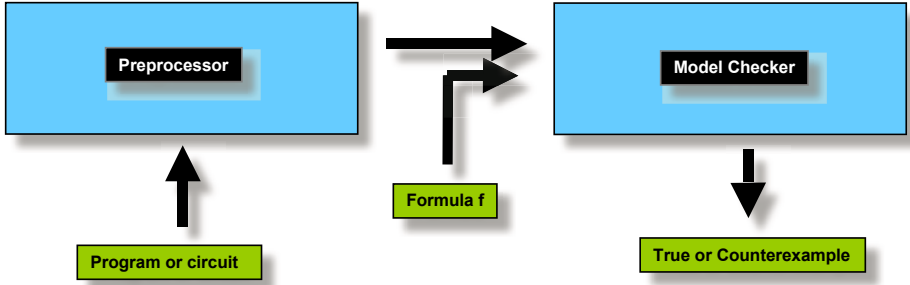 Preprocessor
Model Checker
Formula f
Program or circuit
True or Counterexample